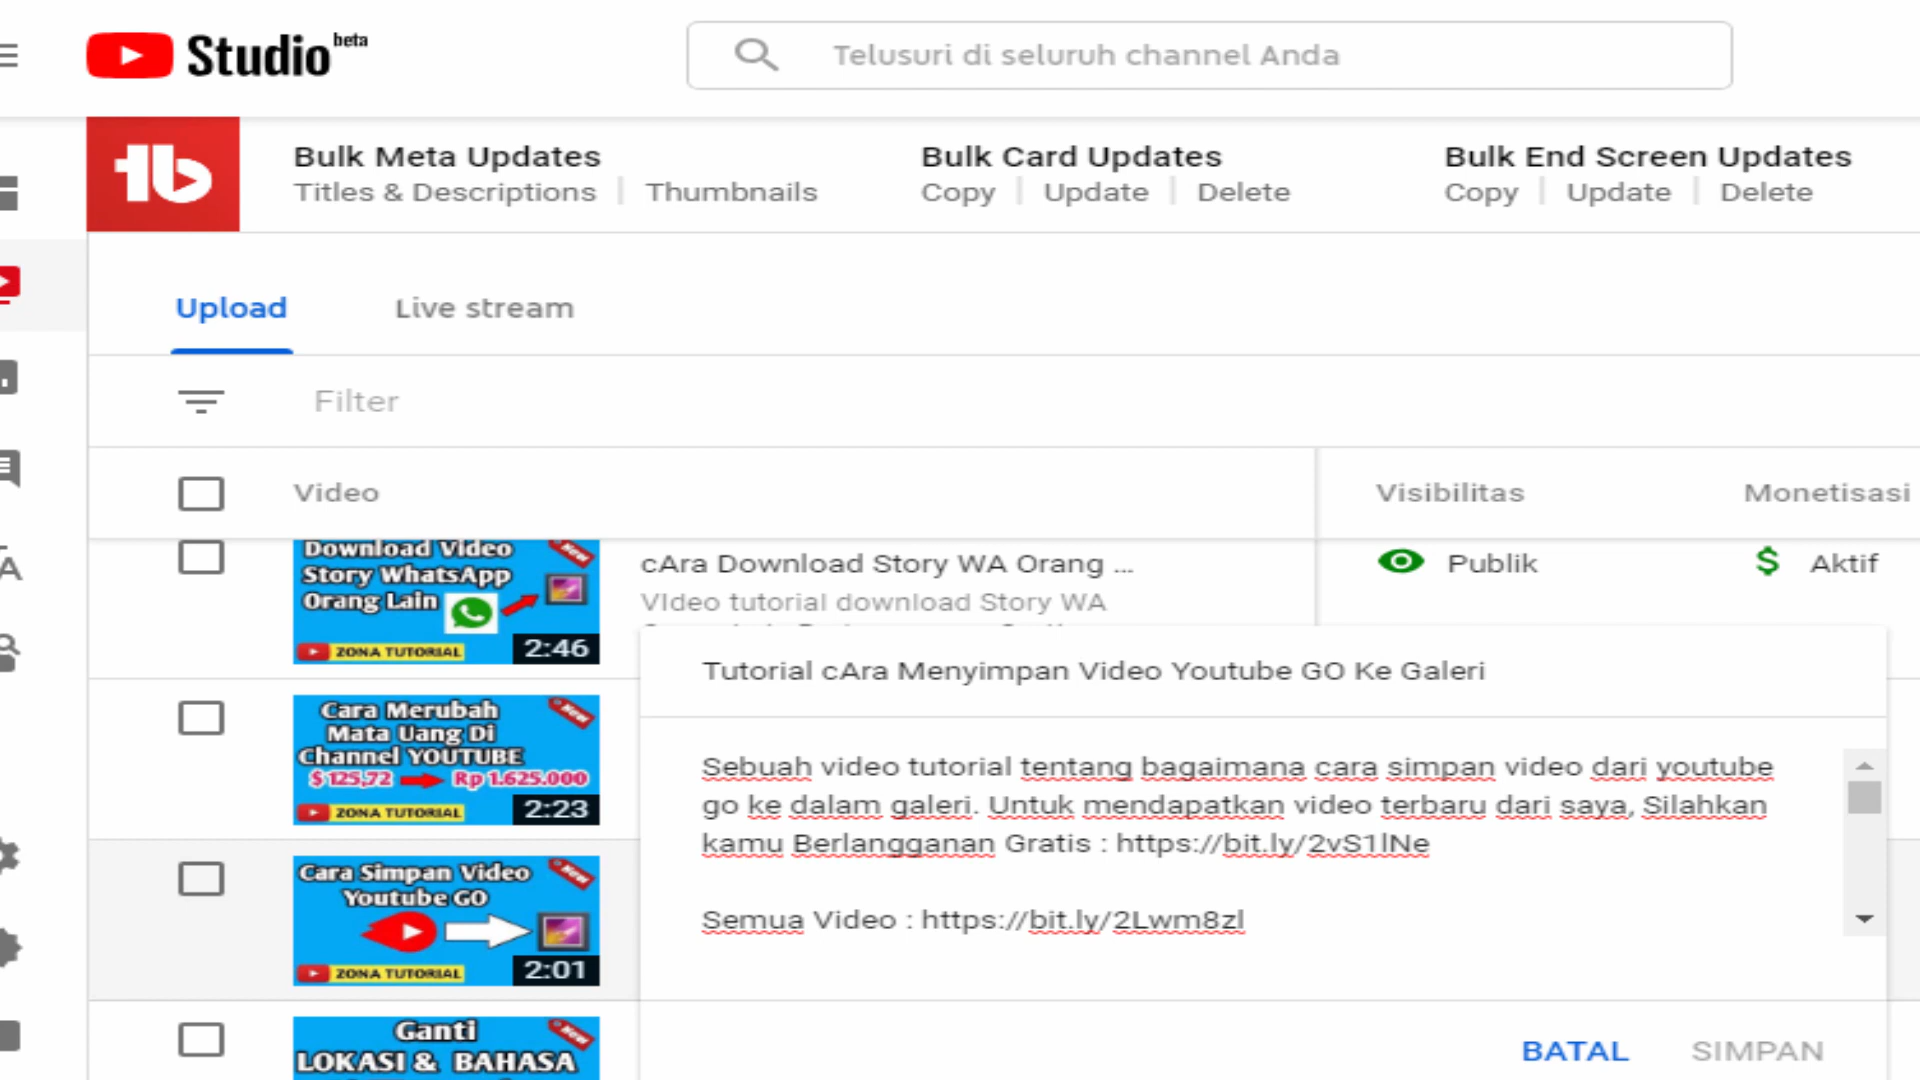 Studio beta
Telusuri di seluruh channel Anda
Bulk Meta Updates
Titles & Descriptions | Thumbnails
Bulk Card Updates
Copy | Update | Delete
Bulk End Screen Updates
Copy | Update | Delete
Upload
Live stream
Filter
Video
Visibilitas
Monetisasi
Download Video
Story WhatsApp
Orang Lain
New
ZONA TUTORIAL
2:46
cAra Download Story WA Orang ...
VIdeo tutorial download Story WA
Publik
$ Aktif
Cara Merubah
Mata Uang Di
Channel YOUTUBE
$ 125,72
Rp 1.625.000
New
ZONA TUTORIAL
2:23
Cara Simpan Video
Youtube GO
New
ZONA TUTORIAL
2:01
Ganti
LOKASI & BAHASA
New
Tutorial cAra Menyimpan Video Youtube GO Ke Galeri
Sebuah video tutorial tentang bagaimana cara simpan video dari youtube
go ke dalam galeri. Untuk mendapatkan video terbaru dari saya, Silahkan
kamu Berlangganan Gratis : https://bit.ly/2vS1lNe
Semua Video : https://bit.ly/2Lwm8zl
BATAL
SIMPAN